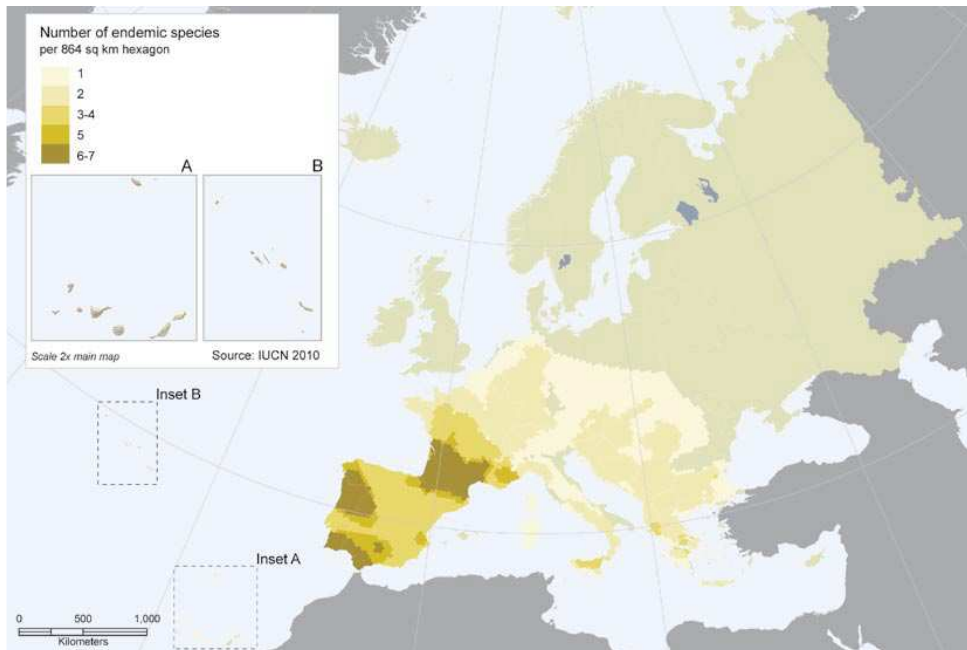 Number of endemic species
per 864 sq km hexagon
1
2
3-4
5
6-7
A
B
Scale 2x main map
Source: IUCN 2010
Inset B
Inset A
0 500 1,000
Kilometers